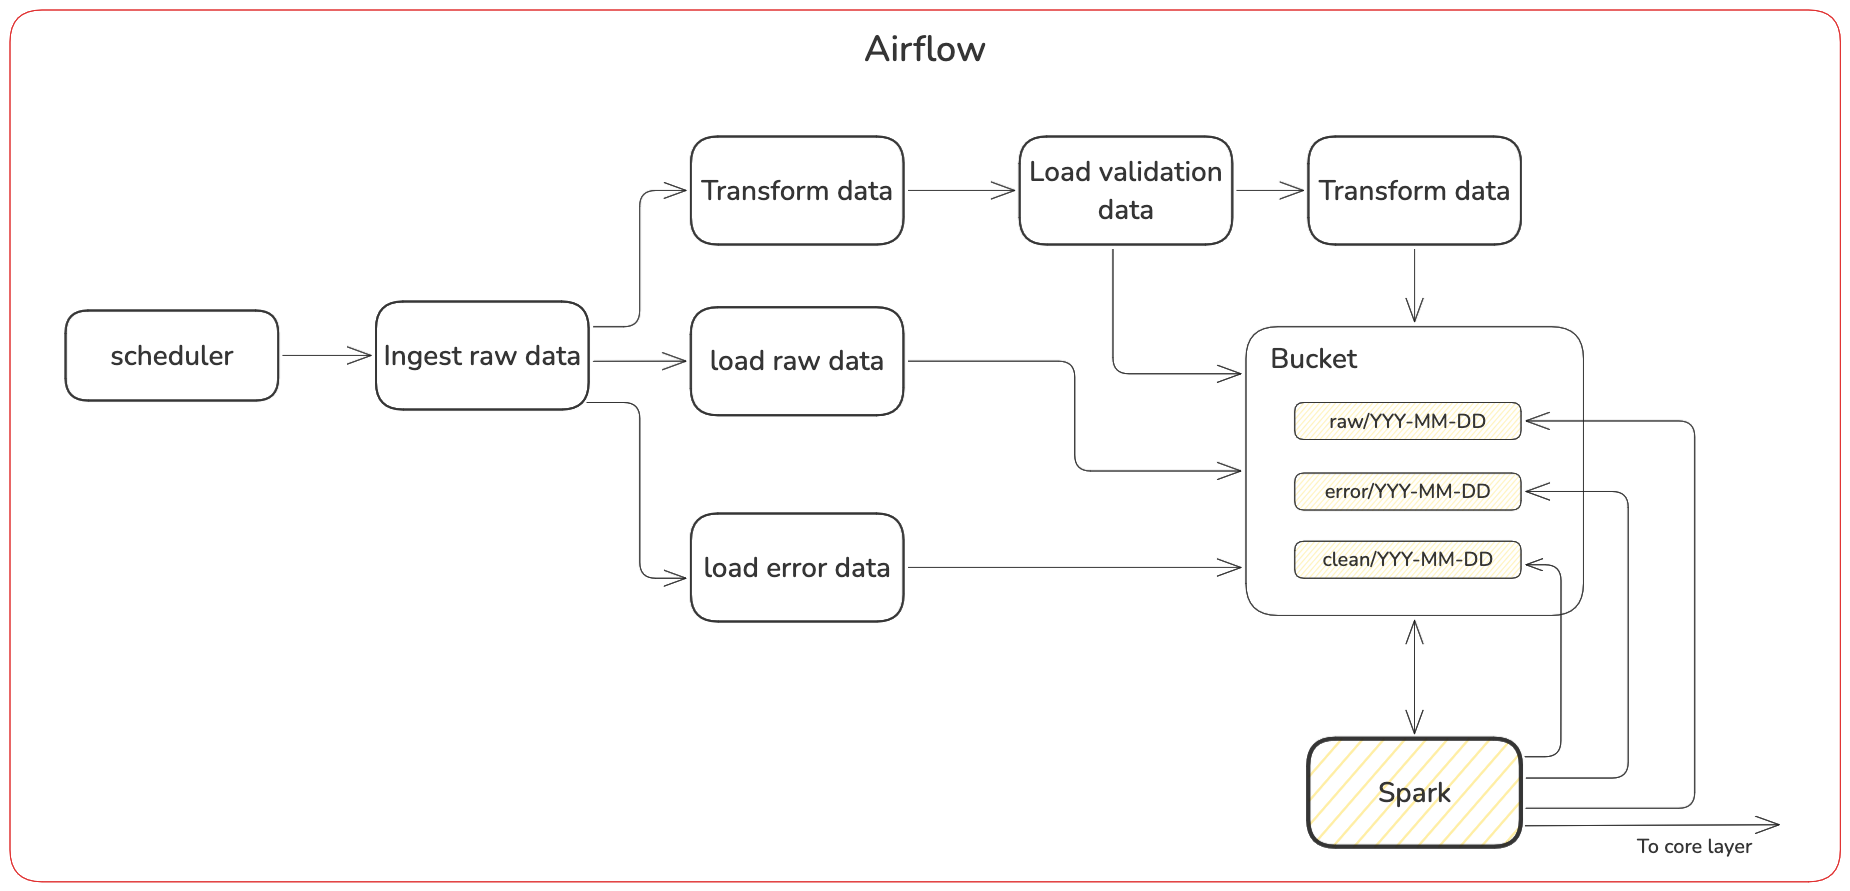 Airflow
Transform data
Load validation
data
Transform data
scheduler
Ingest raw data
load raw data
Bucket
raw/YYY-MM-DD
error/YYY-MM-DD
clean/YYY-MM-DD
load error data
Spark
To core layer